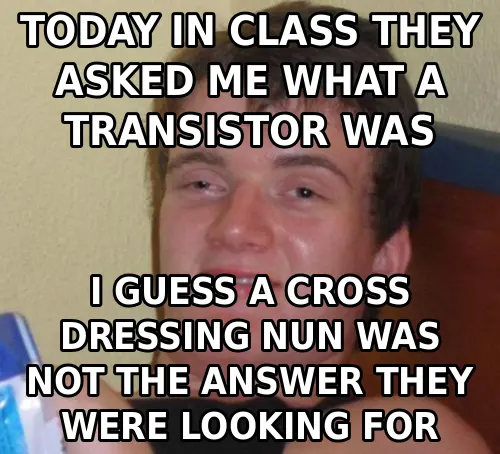 TODAY IN CLASS THEY
ASKED ME WHAT A
TRANSISTOR WAS
I GUESS A CROSS
DRESSING NUN WAS
NOT THE ANSWER THEY
WERE LOOKING FOR